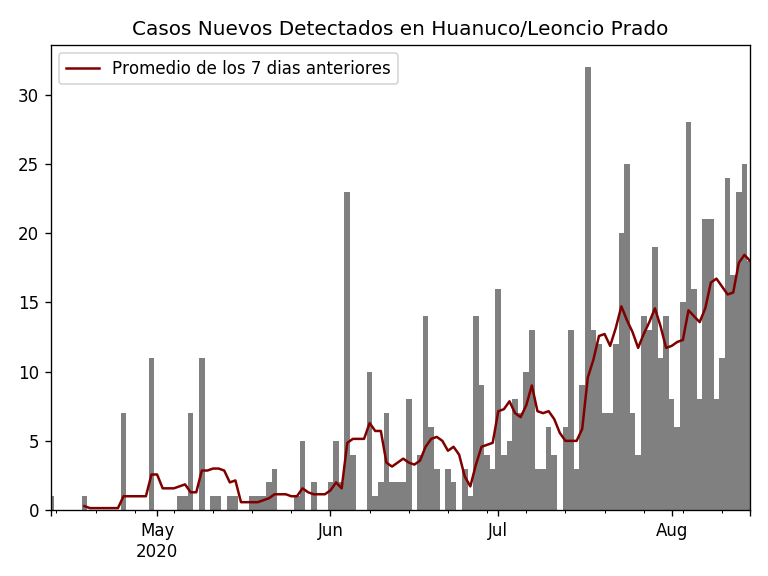 Casos Nuevos Detectados en Huanuco/Leoncio Prado
Promedio de los 7 dias anteriores
30
25
20
15
10
5
0
May Jun Jul Aug
2020